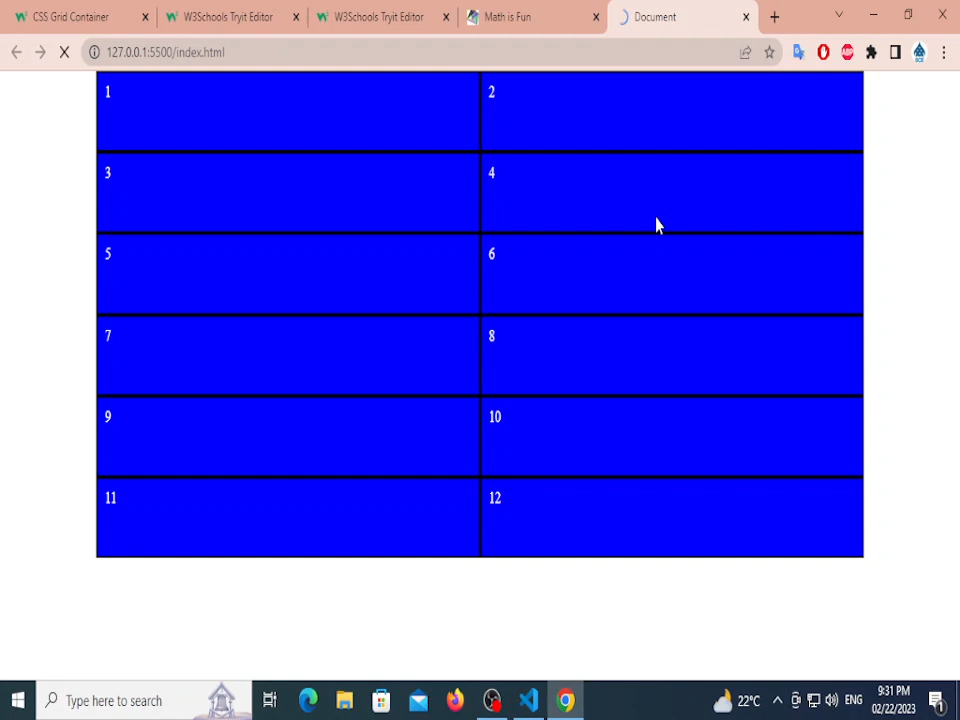 CSS Grid Container
W3Schools Tryit Editor
W3Schools Tryit Editor
Math is Fun
Document
127.0.0.1:5500/index.html
1
2
3
4
5
6
7
8
9
10
11
12
Type here to search
22°C
ENG
9:31 PM
02/22/2023
1